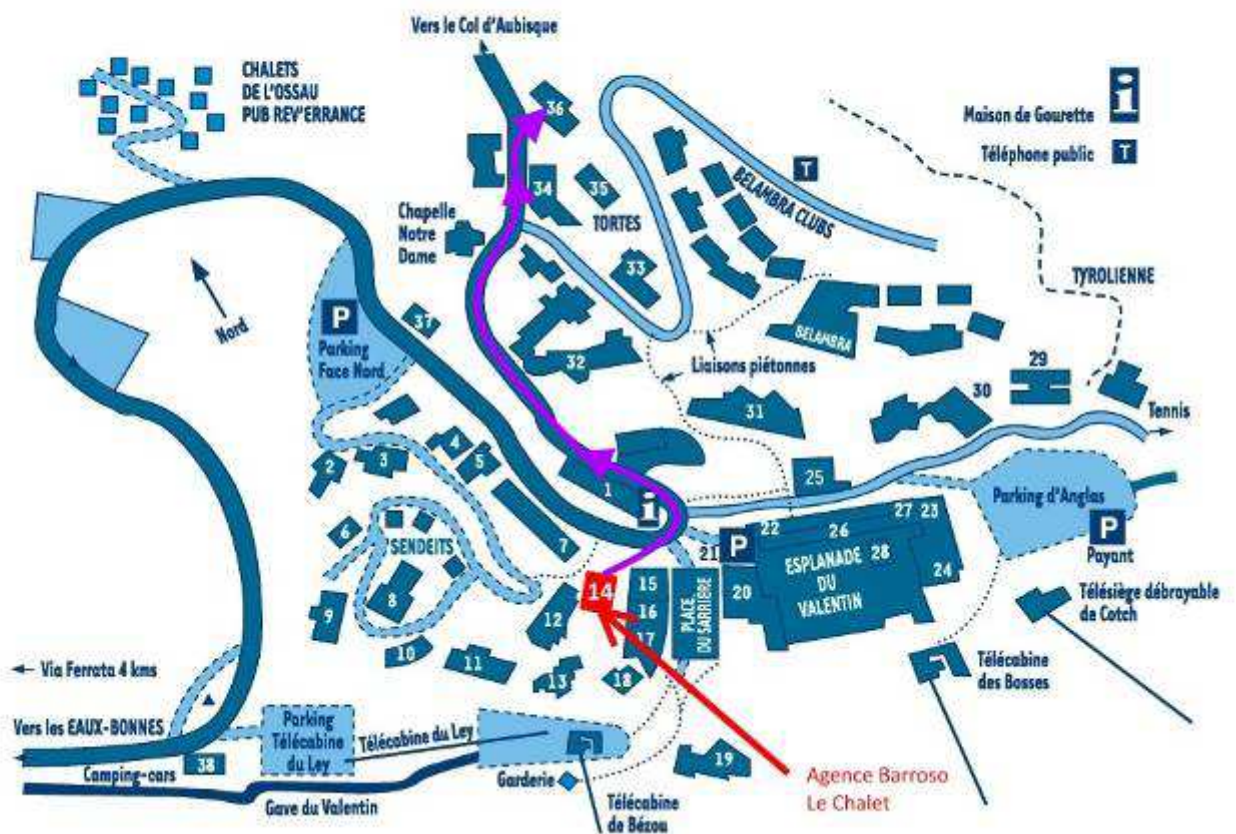 Vers le Col d'Aubisque
CHALETS
DE L'OSSAU
PUB REV'ERRANCE
Maison de Gourette
i
Téléphone public
T
36
T
34
35
BELAMBRA CLUBS
TORTES
Chapelle
Notre
Dame
33
TYROLIENNE
Nord
P
Parking
Face Nord
37
32
BELAMBRA
Liaisons piétonnes
29
30
31
Tennis
4
5
3
2
1
i
25
Parking d'Anglas
P
Payant
6
SENDEITS
7
21
P
22
26
27
23
ESPLANADE
DU
VALENTIN
28
24
20
14
15
16
17
PLACE
DU SARRIÈRE
8
9
12
10
11
13
18
Télésiège débrayable
de Cotch
Télécabine
des Bosses
← Via Ferrata 4 kms
Vers les EAUX-BONNES
Parking
Télécabine
du Ley
Télécabine du Ley
38
Camping-cars
Gave du Valentin
Garderie
Télécabine
de Bézou
19
Agence Barroso
Le Chalet